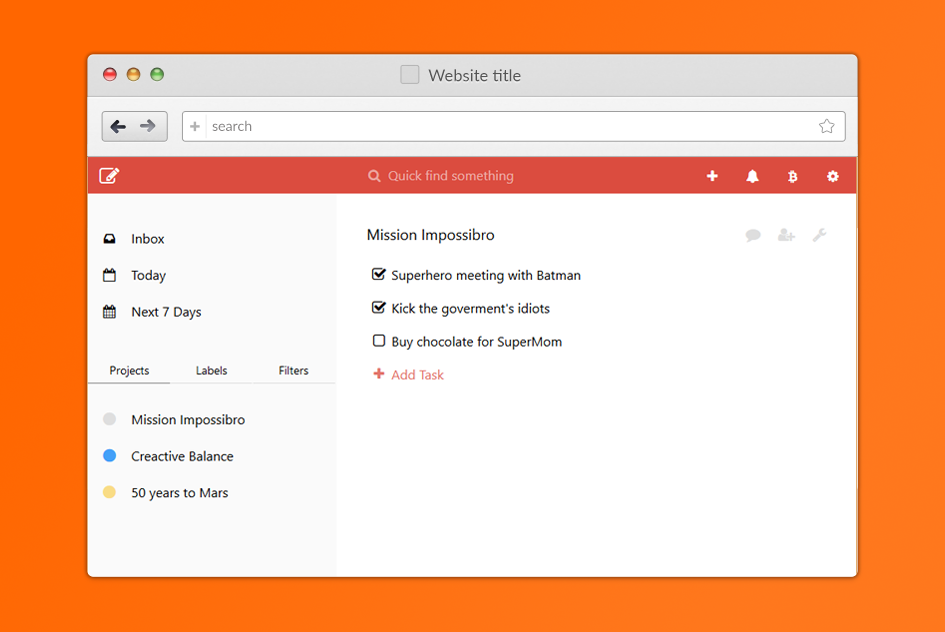 Website title
search
Quick find something
Inbox
Today
Next 7 Days
Projects Labels Filters
Mission Impossibro
Creactive Balance
50 years to Mars
Mission Impossibro
Superhero meeting with Batman
Kick the goverment's idiots
Buy chocolate for SuperMom
Add Task